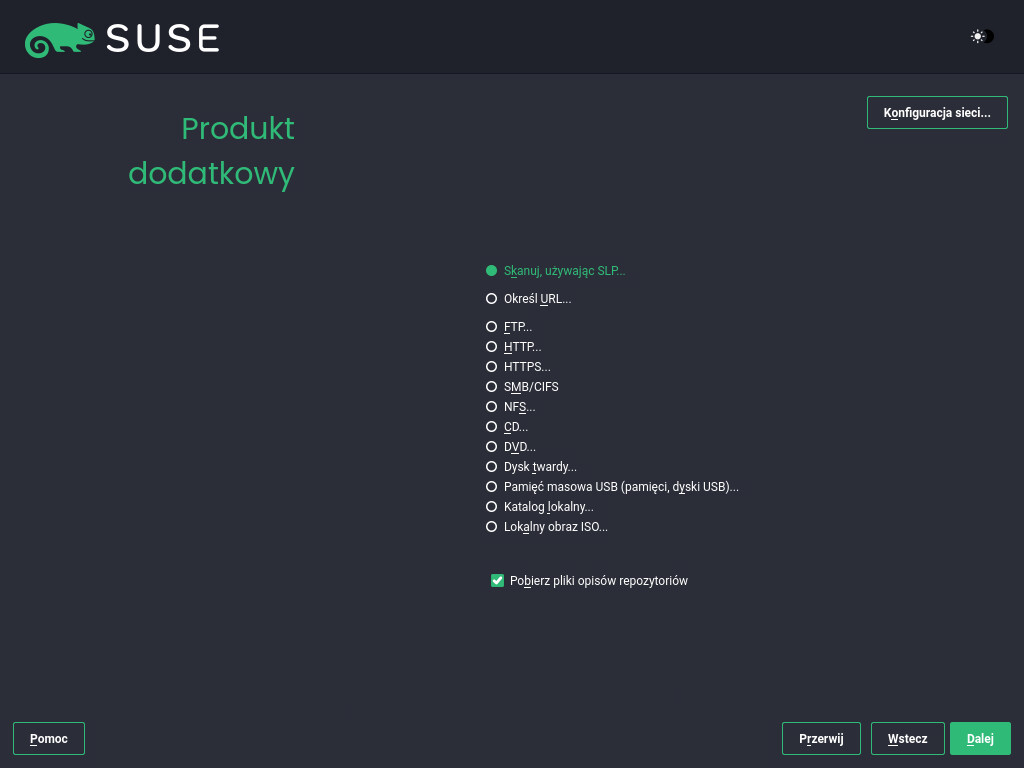 SUSE
Konfiguracja sieci...
Produkt
dodatkowy
Skanuj, używając SLP...
Określ URL...
FTP...
HTTP...
HTTPS...
SMB/CIFS
NFS...
CD...
DVD...
Dysk twardy...
Pamięć masowa USB (pamięci, dyski USB)...
Katalog lokalny...
Lokalny obraz ISO...
Pobierz pliki opisów repozytoriów
Pomoc
Przerwij
Wstecz
Dalej